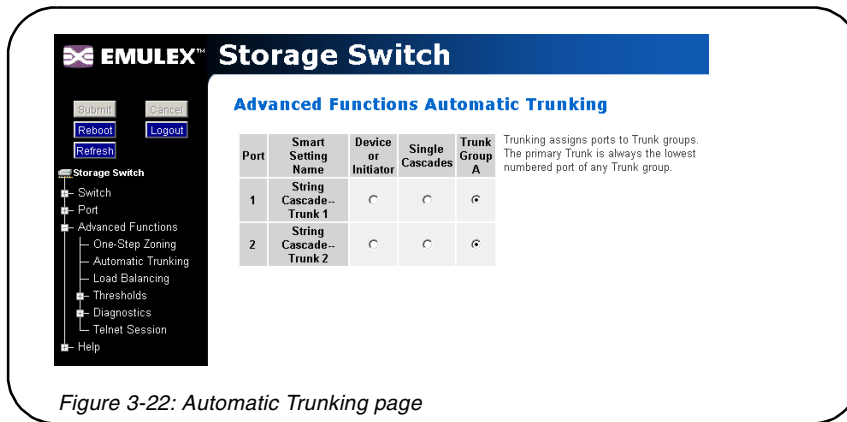 EMULEX™ Storage Switch
Submit Cancel
Reboot Logout
Refresh
Storage Switch
Switch
Port
Advanced Functions
One-Step Zoning
Automatic Trunking
Load Balancing
Thresholds
Diagnostics
Telnet Session
Help
Advanced Functions Automatic Trunking
Port Smart Setting Name Device or Initiator Single Cascades Trunk Group A
1 String Cascade-- Trunk 1
2 String Cascade-- Trunk 2
Trunking assigns ports to Trunk groups.
The primary Trunk is always the lowest
numbered port of any Trunk group.
Figure 3-22: Automatic Trunking page